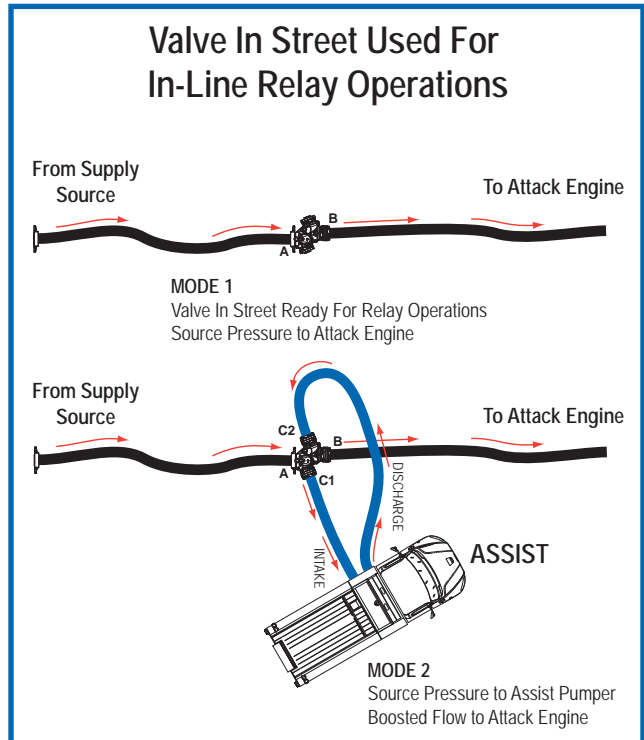 Valve In Street Used For
In-Line Relay Operations
From Supply
Source
To Attack Engine
B
A
MODE 1
Valve In Street Ready For Relay Operations
Source Pressure to Attack Engine
From Supply
Source
To Attack Engine
C2
B
A
C1
DISCHARGE
INTAKE
ASSIST
MODE 2
Source Pressure to Assist Pumper
Boosted Flow to Attack Engine